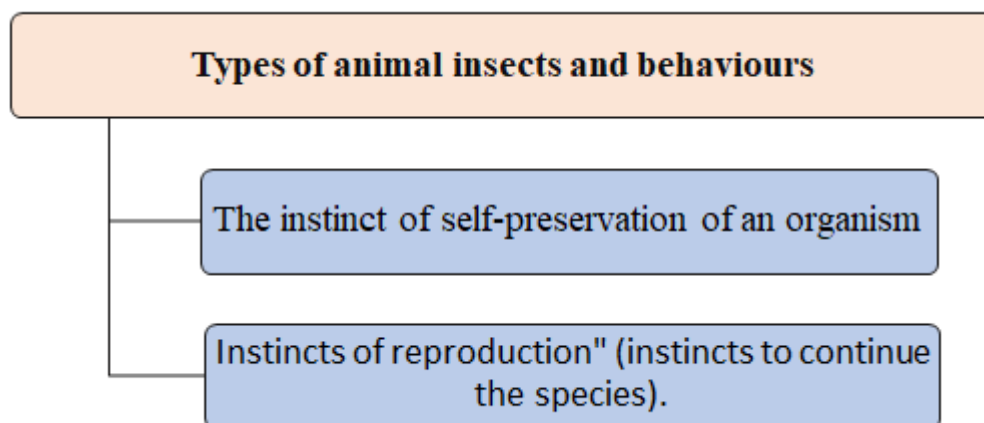 Types of animal insects and behaviours
The instinct of self-preservation of an organism
Instincts of reproduction" (instincts to continue
the species).